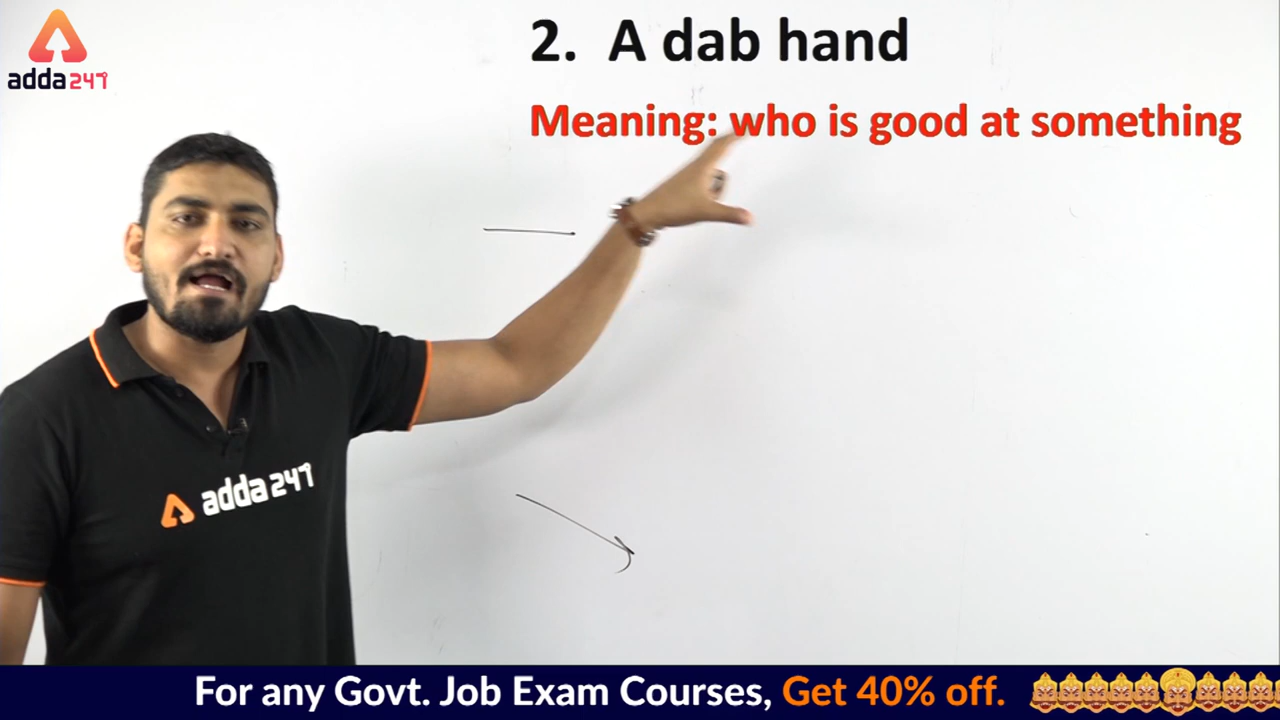 adda247
2. A dab hand
Meaning: who is good at something
adda247
For any Govt. Job Exam Courses, Get 40% off.